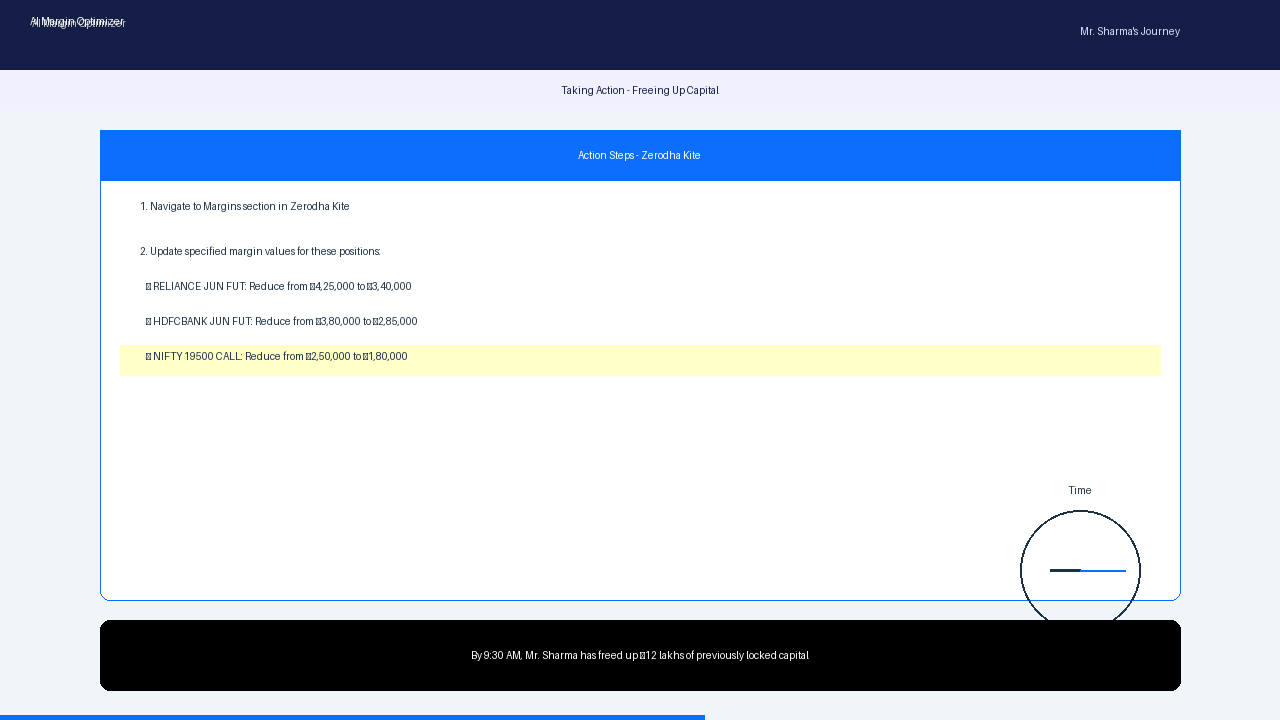 AI Margin Optimizer
Mr. Sharma's Journey
Taking Action - Freeing Up Capital
Action Steps - Zerodha Kite
1. Navigate to Margins section in Zerodha Kite
2. Update specified margin values for these positions:
▯ RELIANCE JUN FUT: Reduce from ▯4,25,000 to ▯3,40,000
▯ HDFCBANK JUN FUT: Reduce from ▯3,80,000 to ▯2,85,000
▯ NIFTY 19500 CALL: Reduce from ▯2,50,000 to ▯1,80,000
Time
By 9:30 AM, Mr. Sharma has freed up ▯12 lakhs of previously locked capital